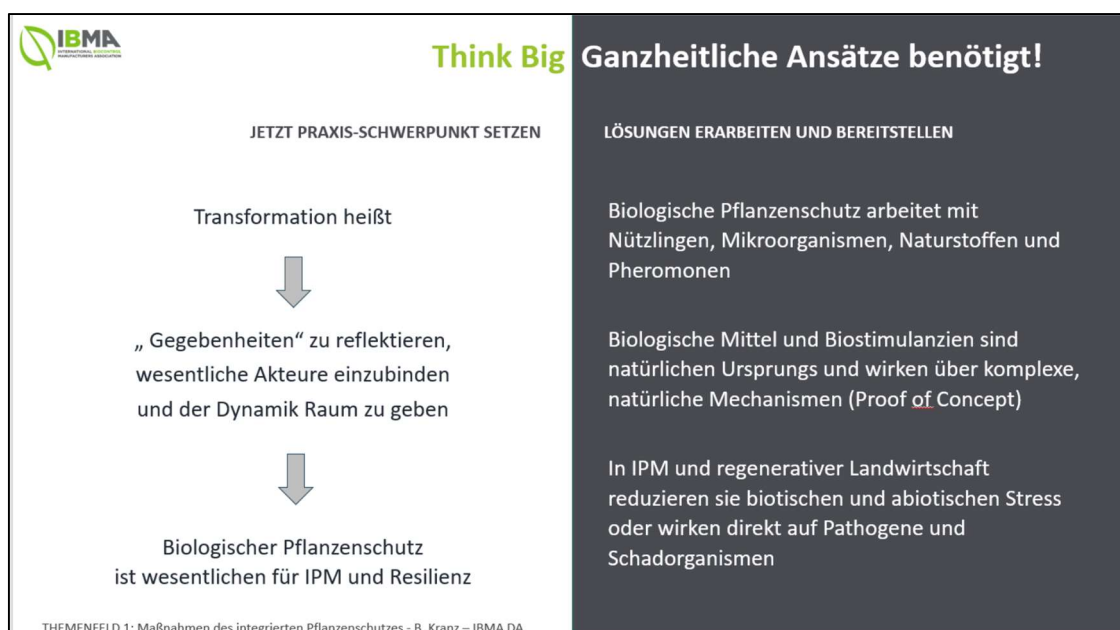 IBMA
INTERNATIONAL BIOCONTROL
MANUFACTURERS ASSOCIATION
Think Big Ganzheitliche Ansätze benötigt!
JETZT PRAXIS-SCHWERPUNKT SETZEN
Transformation heißt
„ Gegebenheiten“ zu reflektieren,
wesentliche Akteure einzubinden
und der Dynamik Raum zu geben
Biologischer Pflanzenschutz
ist wesentlichen für IPM und Resilienz
LÖSUNGEN ERARBEITEN UND BEREITSTELLEN
Biologische Pflanzenschutz arbeitet mit
Nützlingen, Mikroorganismen, Naturstoffen und
Pheromonen
Biologische Mittel und Biostimulanzien sind
natürlichen Ursprungs und wirken über komplexe,
natürliche Mechanismen (Proof of Concept)
In IPM und regenerativer Landwirtschaft
reduzieren sie biotischen und abiotischen Stress
oder wirken direkt auf Pathogene und
Schadorganismen
THEMENFELD 1: Maßnahmen des integrierten Pflanzenschutzes - B. Kranz – IBMA DA